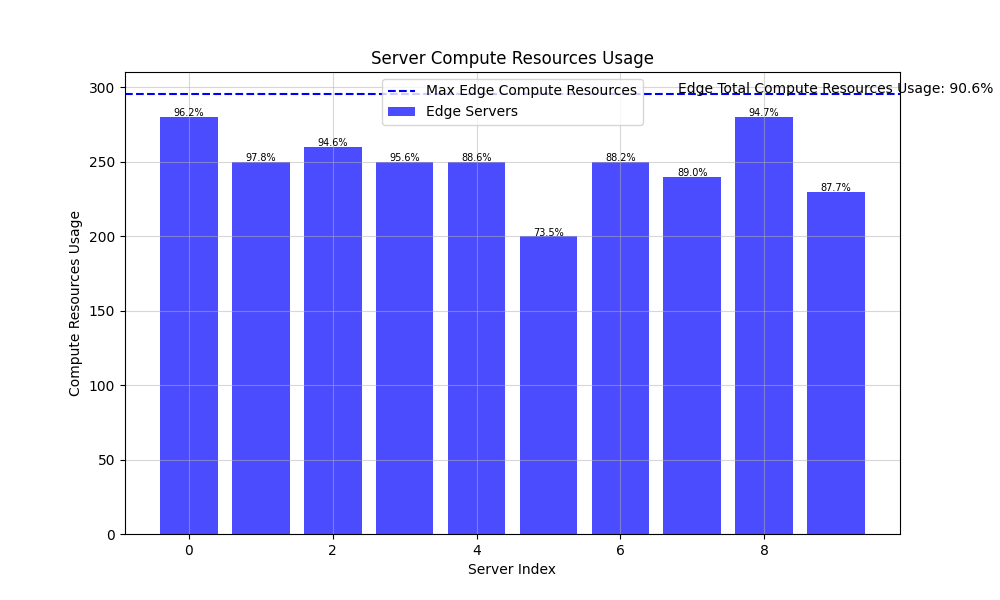 Server Compute Resources Usage
Max Edge Compute Resources
Edge Servers
Edge Total Compute Resources Usage: 90.6%
300
250
200
150
100
50
0
Compute Resources Usage
96.2%
97.8%
94.6%
95.6%
88.6%
73.5%
88.2%
89.0%
94.7%
87.7%
0 2 4 6 8
Server Index